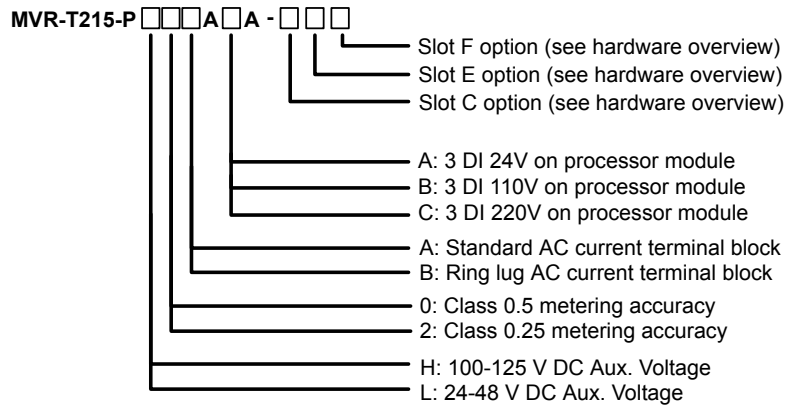 MVR-T215-P□□□A□A-□□□
Slot F option (see hardware overview)
Slot E option (see hardware overview)
Slot C option (see hardware overview)
A: 3 DI 24V on processor module
B: 3 DI 110V on processor module
C: 3 DI 220V on processor module
A: Standard AC current terminal block
B: Ring lug AC current terminal block
0: Class 0.5 metering accuracy
2: Class 0.25 metering accuracy
H: 100-125 V DC Aux. Voltage
L: 24-48 V DC Aux. Voltage